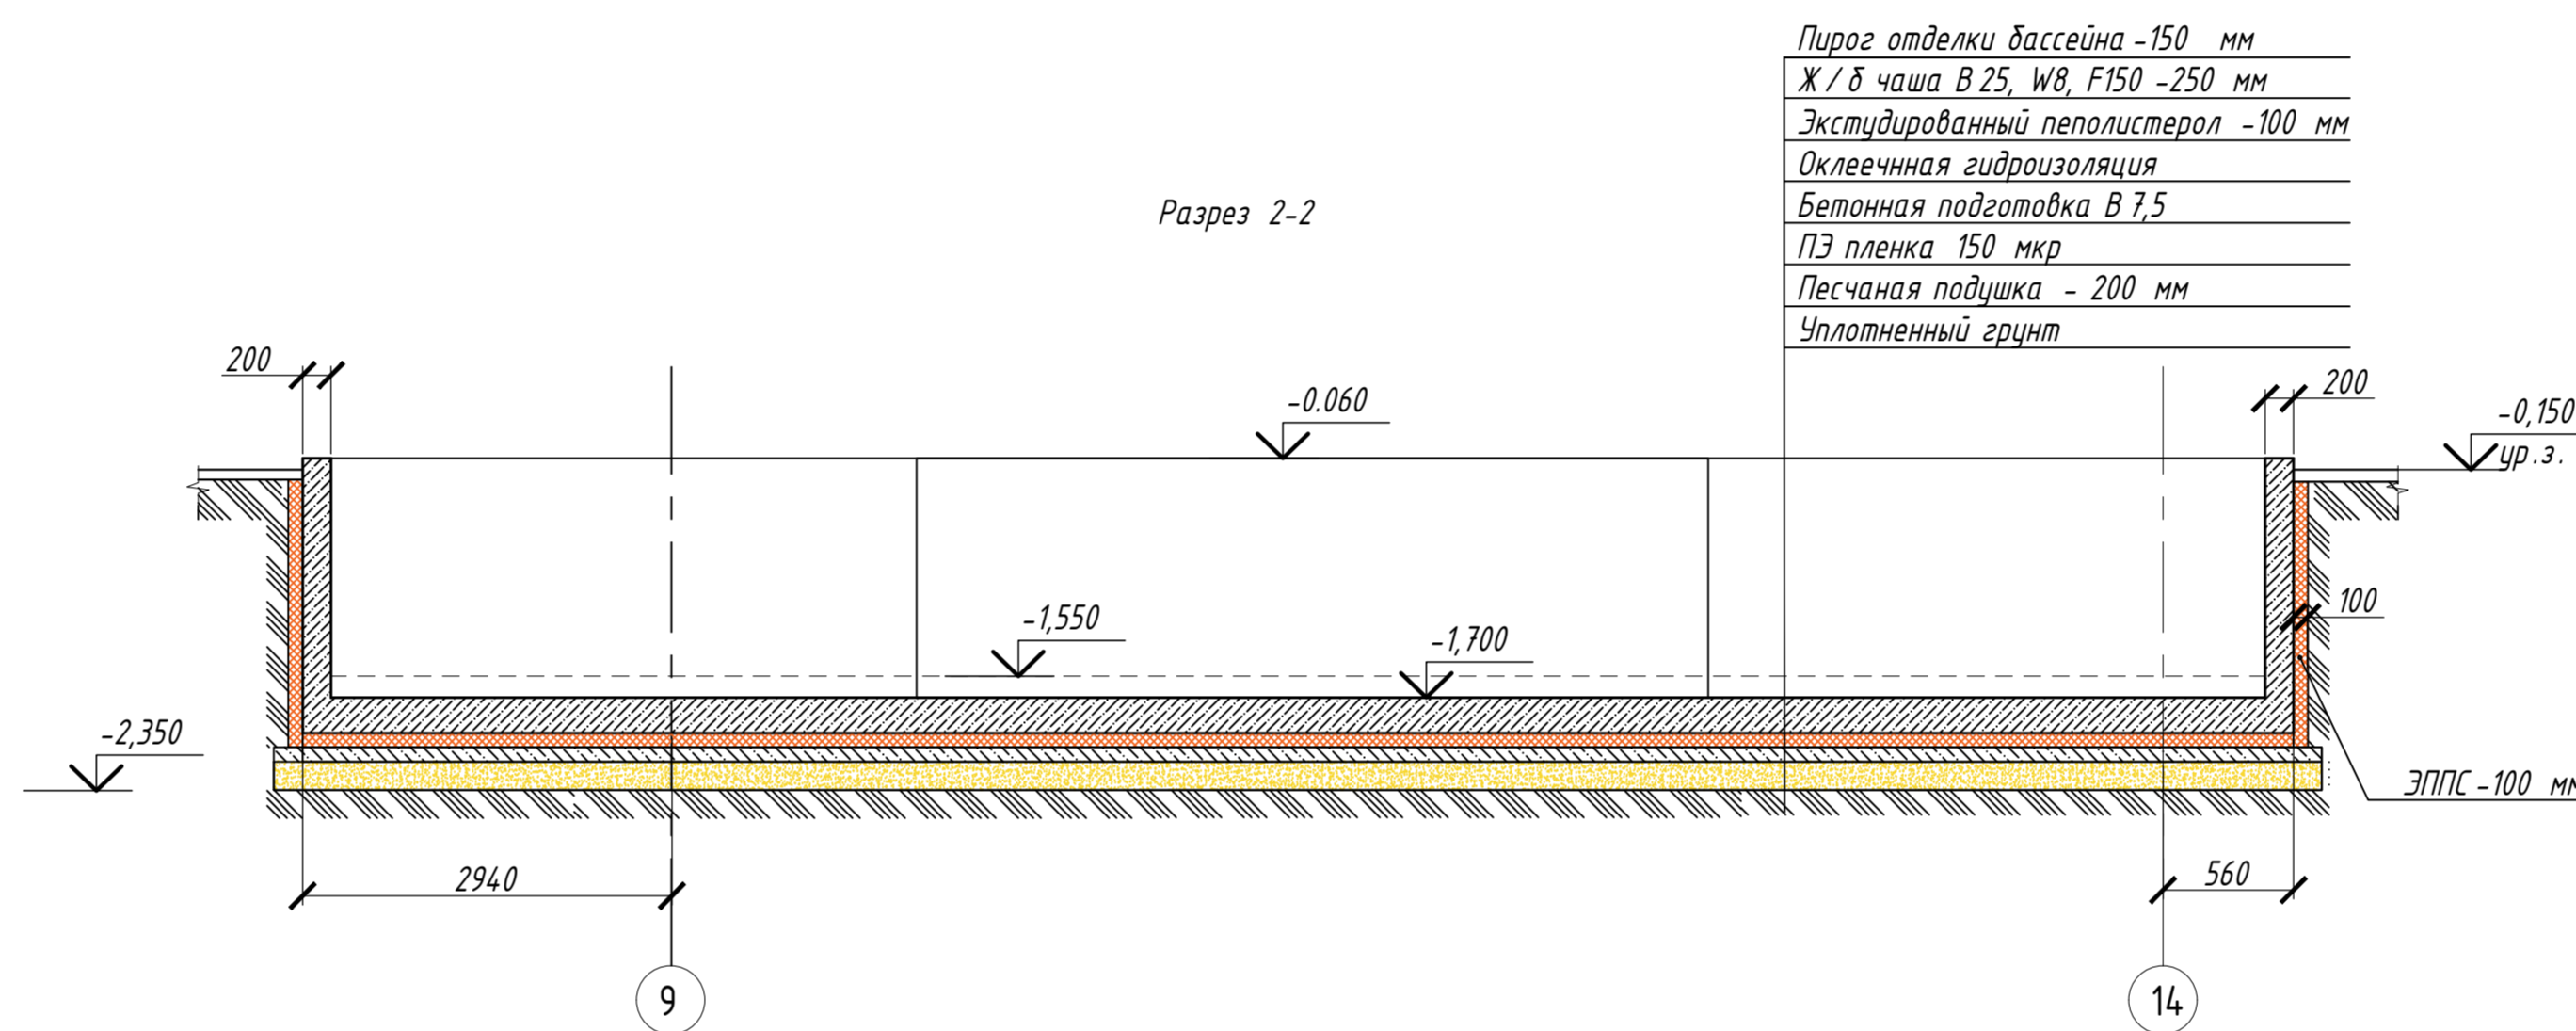 Пирог отделки бассейна -150 мм
Ж / б чаша В 25, W8, F150 -250 мм
Экструдированный пеполистерол -100 мм
Оклеечнная гидроизоляция
Бетонная подготовка В 7,5
ПЭ пленка 150 мкр
Песчаная подушка - 200 мм
Уплотненный грунт
Разрез 2-2
200
200
-0.060
-0,150
ур.з.
-1,550
-1,700
100
-2,350
ЭППС -100 мм
2940
560
9
14